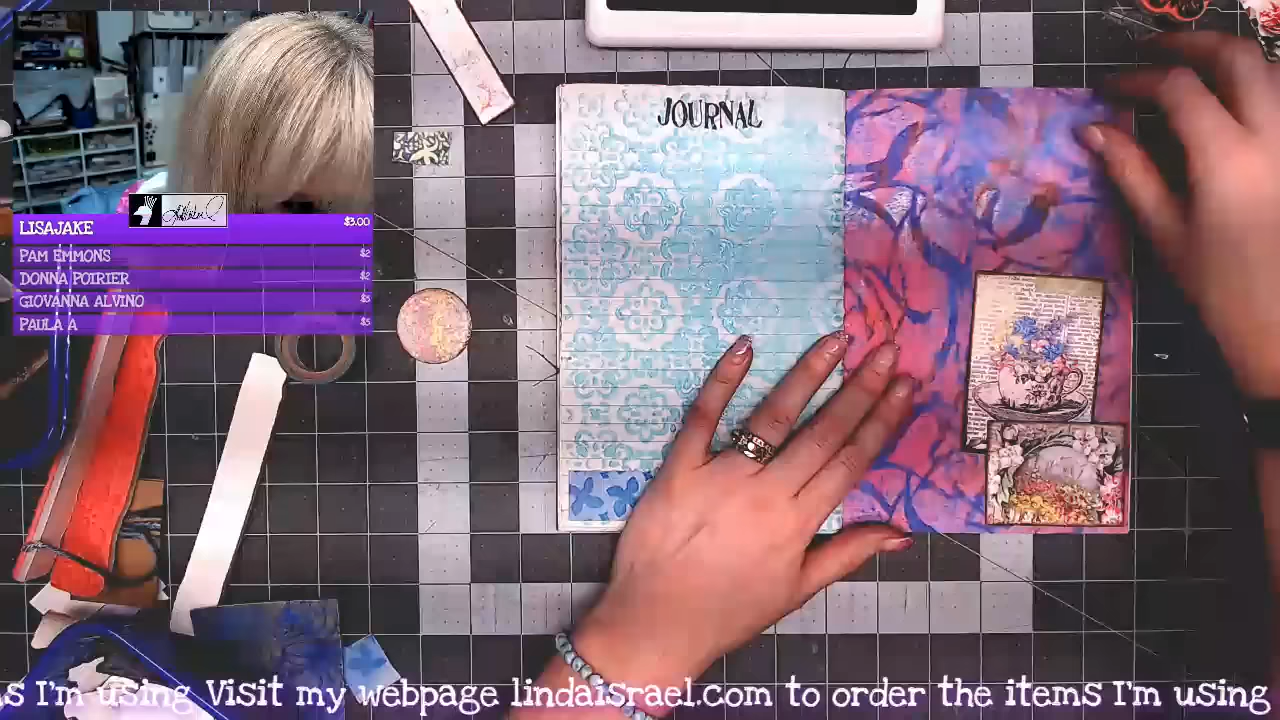 LISAJAKE $3.00
PAM EMMONS $2
DONNA POIRIER $2
GIOVANNA ALVINO $5
PAULA A $5
JOURNAL
s I'm using Visit my webpage lindaisrael.com to order the items I'm using